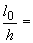 l₀/h =